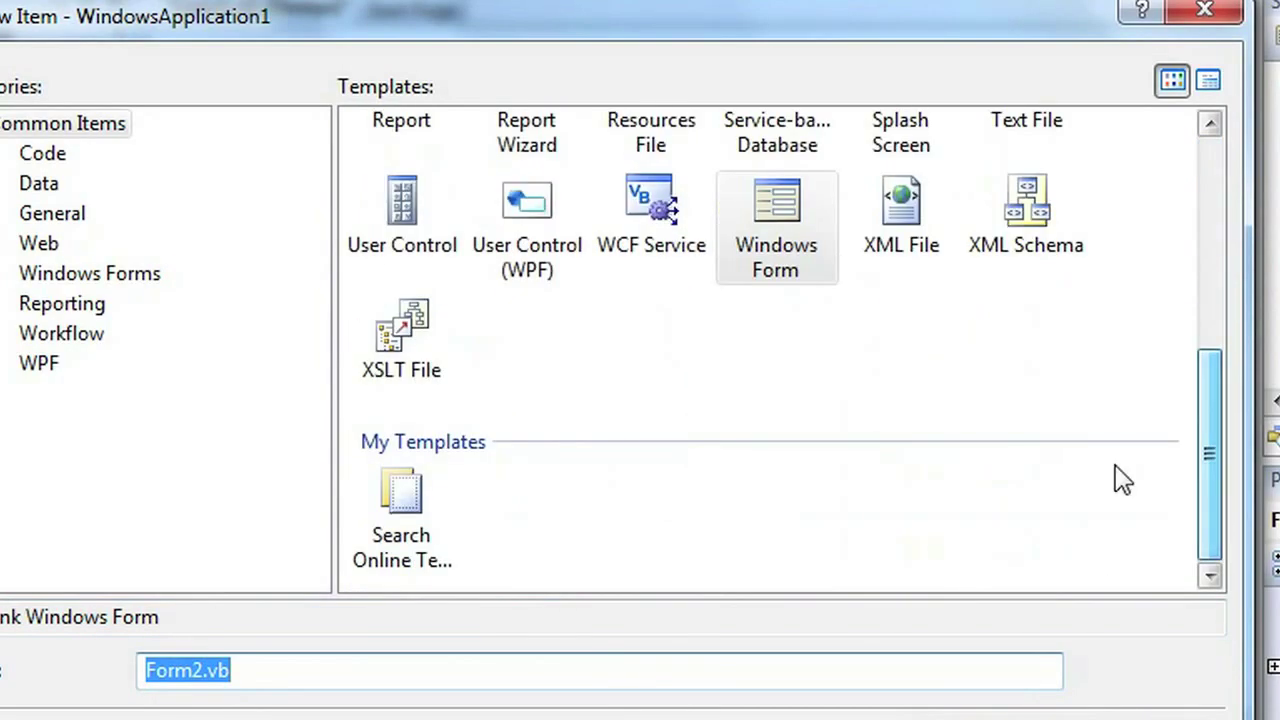 w Item - WindowsApplication1
ories:
Templates:
ommon Items
Code
Data
General
Web
Windows Forms
Reporting
Workflow
WPF
Report
Report
Wizard
Resources
File
Service-ba...
Database
Splash
Screen
Text File
User Control
User Control
(WPF)
VB
WCF Service
Windows
Form
XML File
XML Schema
XSLT File
My Templates
Search
Online Te...
nk Windows Form
:
Form2.vb